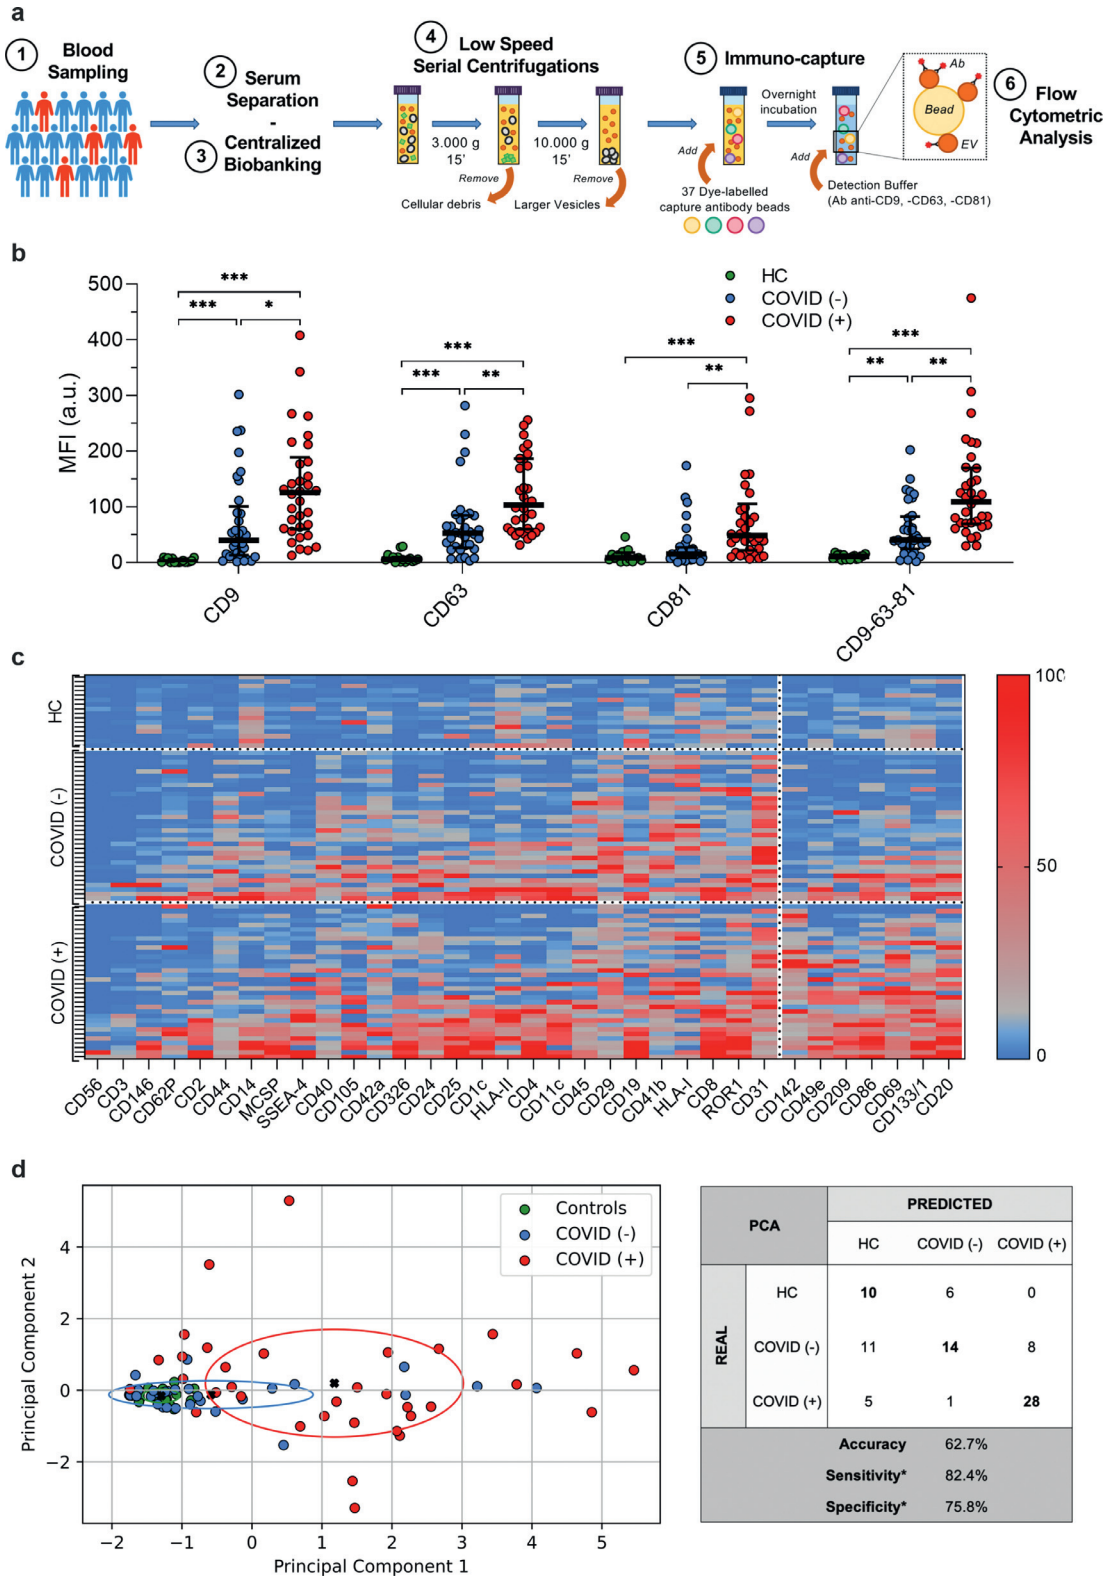 a
1 Blood
Sampling
2 Serum
Separation
-
3 Centralized
Biobanking
4 Low Speed
Serial Centrifugations
3.000 g
15'
Remove
Cellular debris
10.000 g
15'
Remove
Larger Vesicles
5 Immuno-capture
Add
37 Dye-labelled
capture antibody beads
Overnight
incubation
Add
Detection Buffer
(Ab anti-CD9, -CD63, -CD81)
Ab
Bead
EV
6 Flow
Cytometric
Analysis
b
MFI (a.u.)
500
400
300
200
100
0
HC
COVID (-)
COVID (+)
*** *** *
*** *** **
*** **
*** ** **
CD9
CD63
CD81
CD9-63-81
c
HC
COVID (-)
COVID (+)
100
50
0
CD56
CD3
CD146
CD62P
CD2
CD44
CD14
MCSP
SSEA-4
CD40
CD105
CD42a
CD326
CD24
CD25
CD1c
HLA-II
CD4
CD11c
CD45
CD29
CD19
CD41b
HLA-I
CD8
ROR1
CD31
CD142
CD49e
CD209
CD86
CD69
CD133/1
CD20
d
Principal Component 2
4
2
0
−2
Controls
COVID (-)
COVID (+)
−2 −1 0 1 2 3 4 5
Principal Component 1
PCA
PREDICTED
HC COVID (-) COVID (+)
REAL
HC 10 6 0
COVID (-) 11 14 8
COVID (+) 5 1 28
Accuracy 62.7%
Sensitivity* 82.4%
Specificity* 75.8%